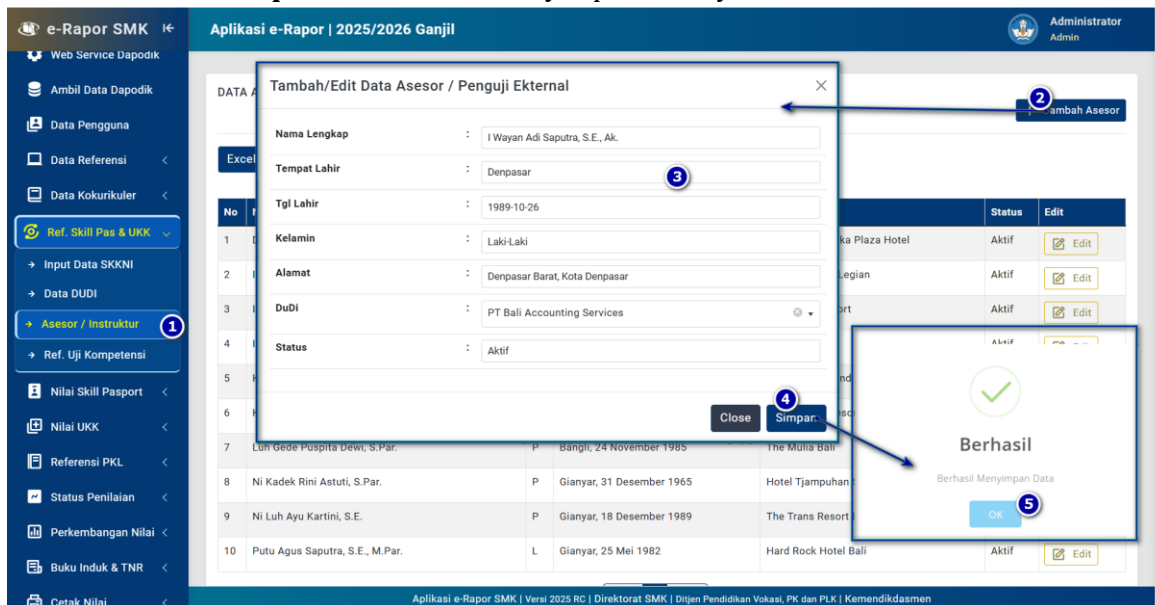 e-Rapor SMK
Aplikasi e-Rapor | 2025/2026 Ganjil
Administrator
Admin
Web Service Dapodik
Ambil Data Dapodik
Data Pengguna
Data Referensi
Data Kokurikuler
Ref. Skill Pas & UKK
Input Data SKKNI
Data DUDI
Asesor / Instruktur
1
Ref. Uji Kompetensi
Nilai Skill Pasport
Nilai UKK
Referensi PKL
Status Penilaian
Perkembangan Nilai
Buku Induk & TNR
Cetak Nilai
DATA
2
Tambah Asesor
Excel
Tambah/Edit Data Asesor / Penguji Ekternal
Nama Lengkap : I Wayan Adi Saputra, S.E., Ak.
Tempat Lahir : Denpasar
3
Tgl Lahir : 1989-10-26
Kelamin : Laki-Laki
Alamat : Denpasar Barat, Kota Denpasar
DuDi : PT Bali Accounting Services
Status : Aktif
4
Close Simpan
No Status Edit
1 Plaza Hotel Aktif Edit
2 Legian Aktif Edit
3 Aktif Edit
4 Aktif
5
6
7 Luh Gede Puspita Dewi, S.Par. P Bangli, 24 November 1985 The Mulia Bali
8 Ni Kadek Rini Astuti, S.Par. P Gianyar, 31 Desember 1965 Hotel Tjampuhan
9 Ni Luh Ayu Kartini, S.E. P Gianyar, 18 Desember 1989 The Trans Resort
10 Putu Agus Saputra, S.E., M.Par. L Gianyar, 25 Mei 1982 Hard Rock Hotel Bali Aktif Edit
Berhasil
Berhasil Menyimpan Data
OK
5
Aplikasi e-Rapor SMK | Versi 2025 RC | Direktorat SMK | Ditjen Pendidikan Vokasi, PK dan PLK | Kemendikdasmen